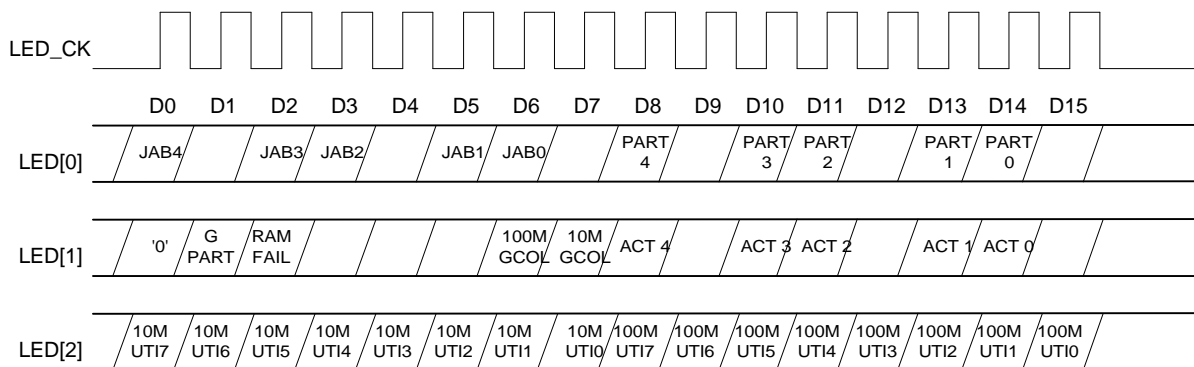 LED_CK
D0 D1 D2 D3 D4 D5 D6 D7 D8 D9 D10 D11 D12 D13 D14 D15
LED[0] JAB4 JAB3 JAB2 JAB1 JAB0 PART 4 PART 3 PART 2 PART 1 PART 0
LED[1] '0' G PART RAM FAIL 100M GCOL 10M GCOL ACT 4 ACT 3 ACT 2 ACT 1 ACT 0
LED[2] 10M UTI7 10M UTI6 10M UTI5 10M UTI4 10M UTI3 10M UTI2 10M UTI1 10M UTI0 100M UTI7 100M UTI6 100M UTI5 100M UTI4 100M UTI3 100M UTI2 100M UTI1 100M UTI0